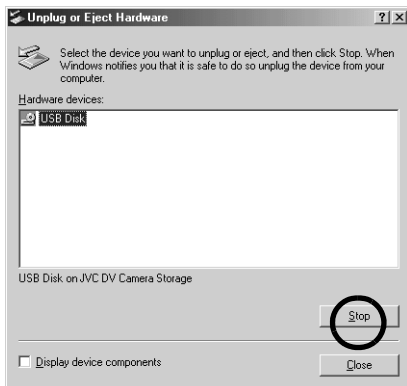 Unplug or Eject Hardware
Select the device you want to unplug or eject, and then click Stop. When
Windows notifies you that it is safe to do so unplug the device from your
computer.
Hardware devices:
USB Disk
USB Disk on JVC DV Camera Storage
Stop
Display device components
Close